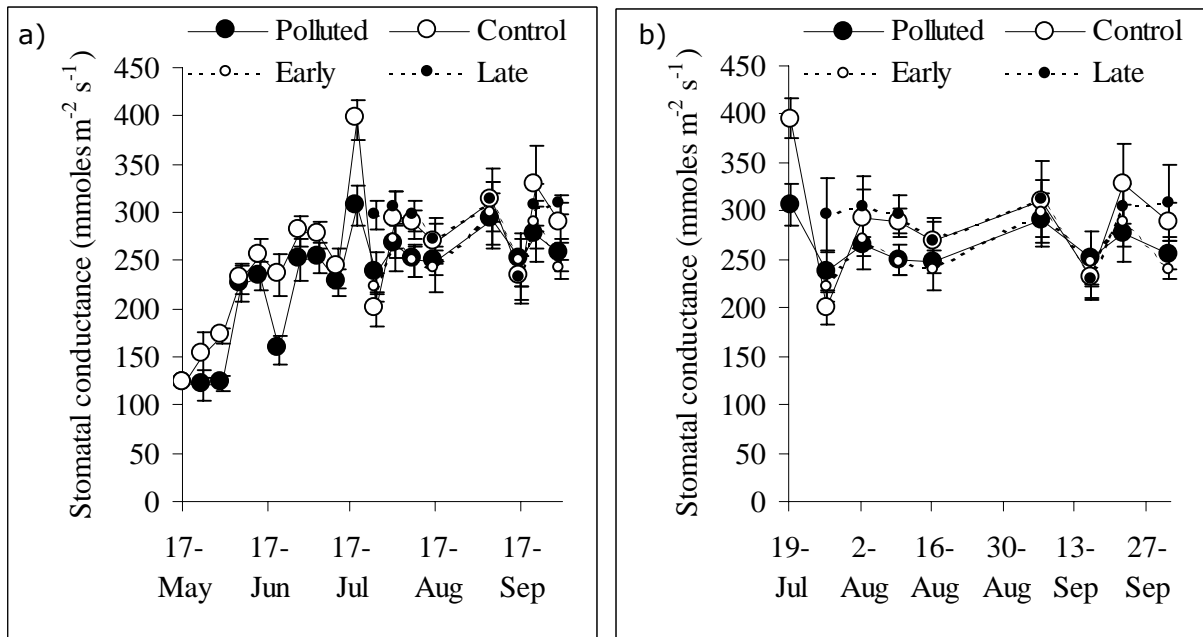 a)
Polluted Control
Early Late
Stomatal conductance (mmoles m⁻² s⁻¹)
450
400
350
300
250
200
150
100
50
0
17- 17- 17- 17- 17-
May Jun Jul Aug Sep
b)
Polluted Control
Early Late
Stomatal conductance (mmoles m⁻² s⁻¹)
450
400
350
300
250
200
150
100
50
0
19- 2- 16- 30- 13- 27-
Jul Aug Aug Aug Sep Sep